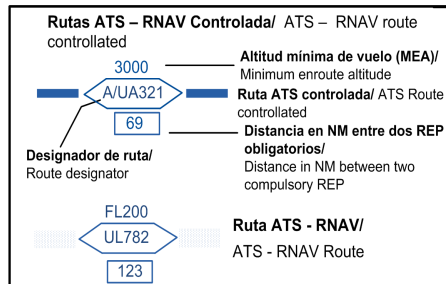 Rutas ATS – RNAV Controlada/ ATS – RNAV route
controllated
3000
A/UA321
69
Altitud mínima de vuelo (MEA)/
Minimum enroute altitude
Ruta ATS controlada/ ATS Route
controllated
Distancia en NM entre dos REP
obligatorios/
Distance in NM between two
compulsory REP
Designador de ruta/
Route designator
FL200
UL782
123
Ruta ATS - RNAV/
ATS - RNAV Route